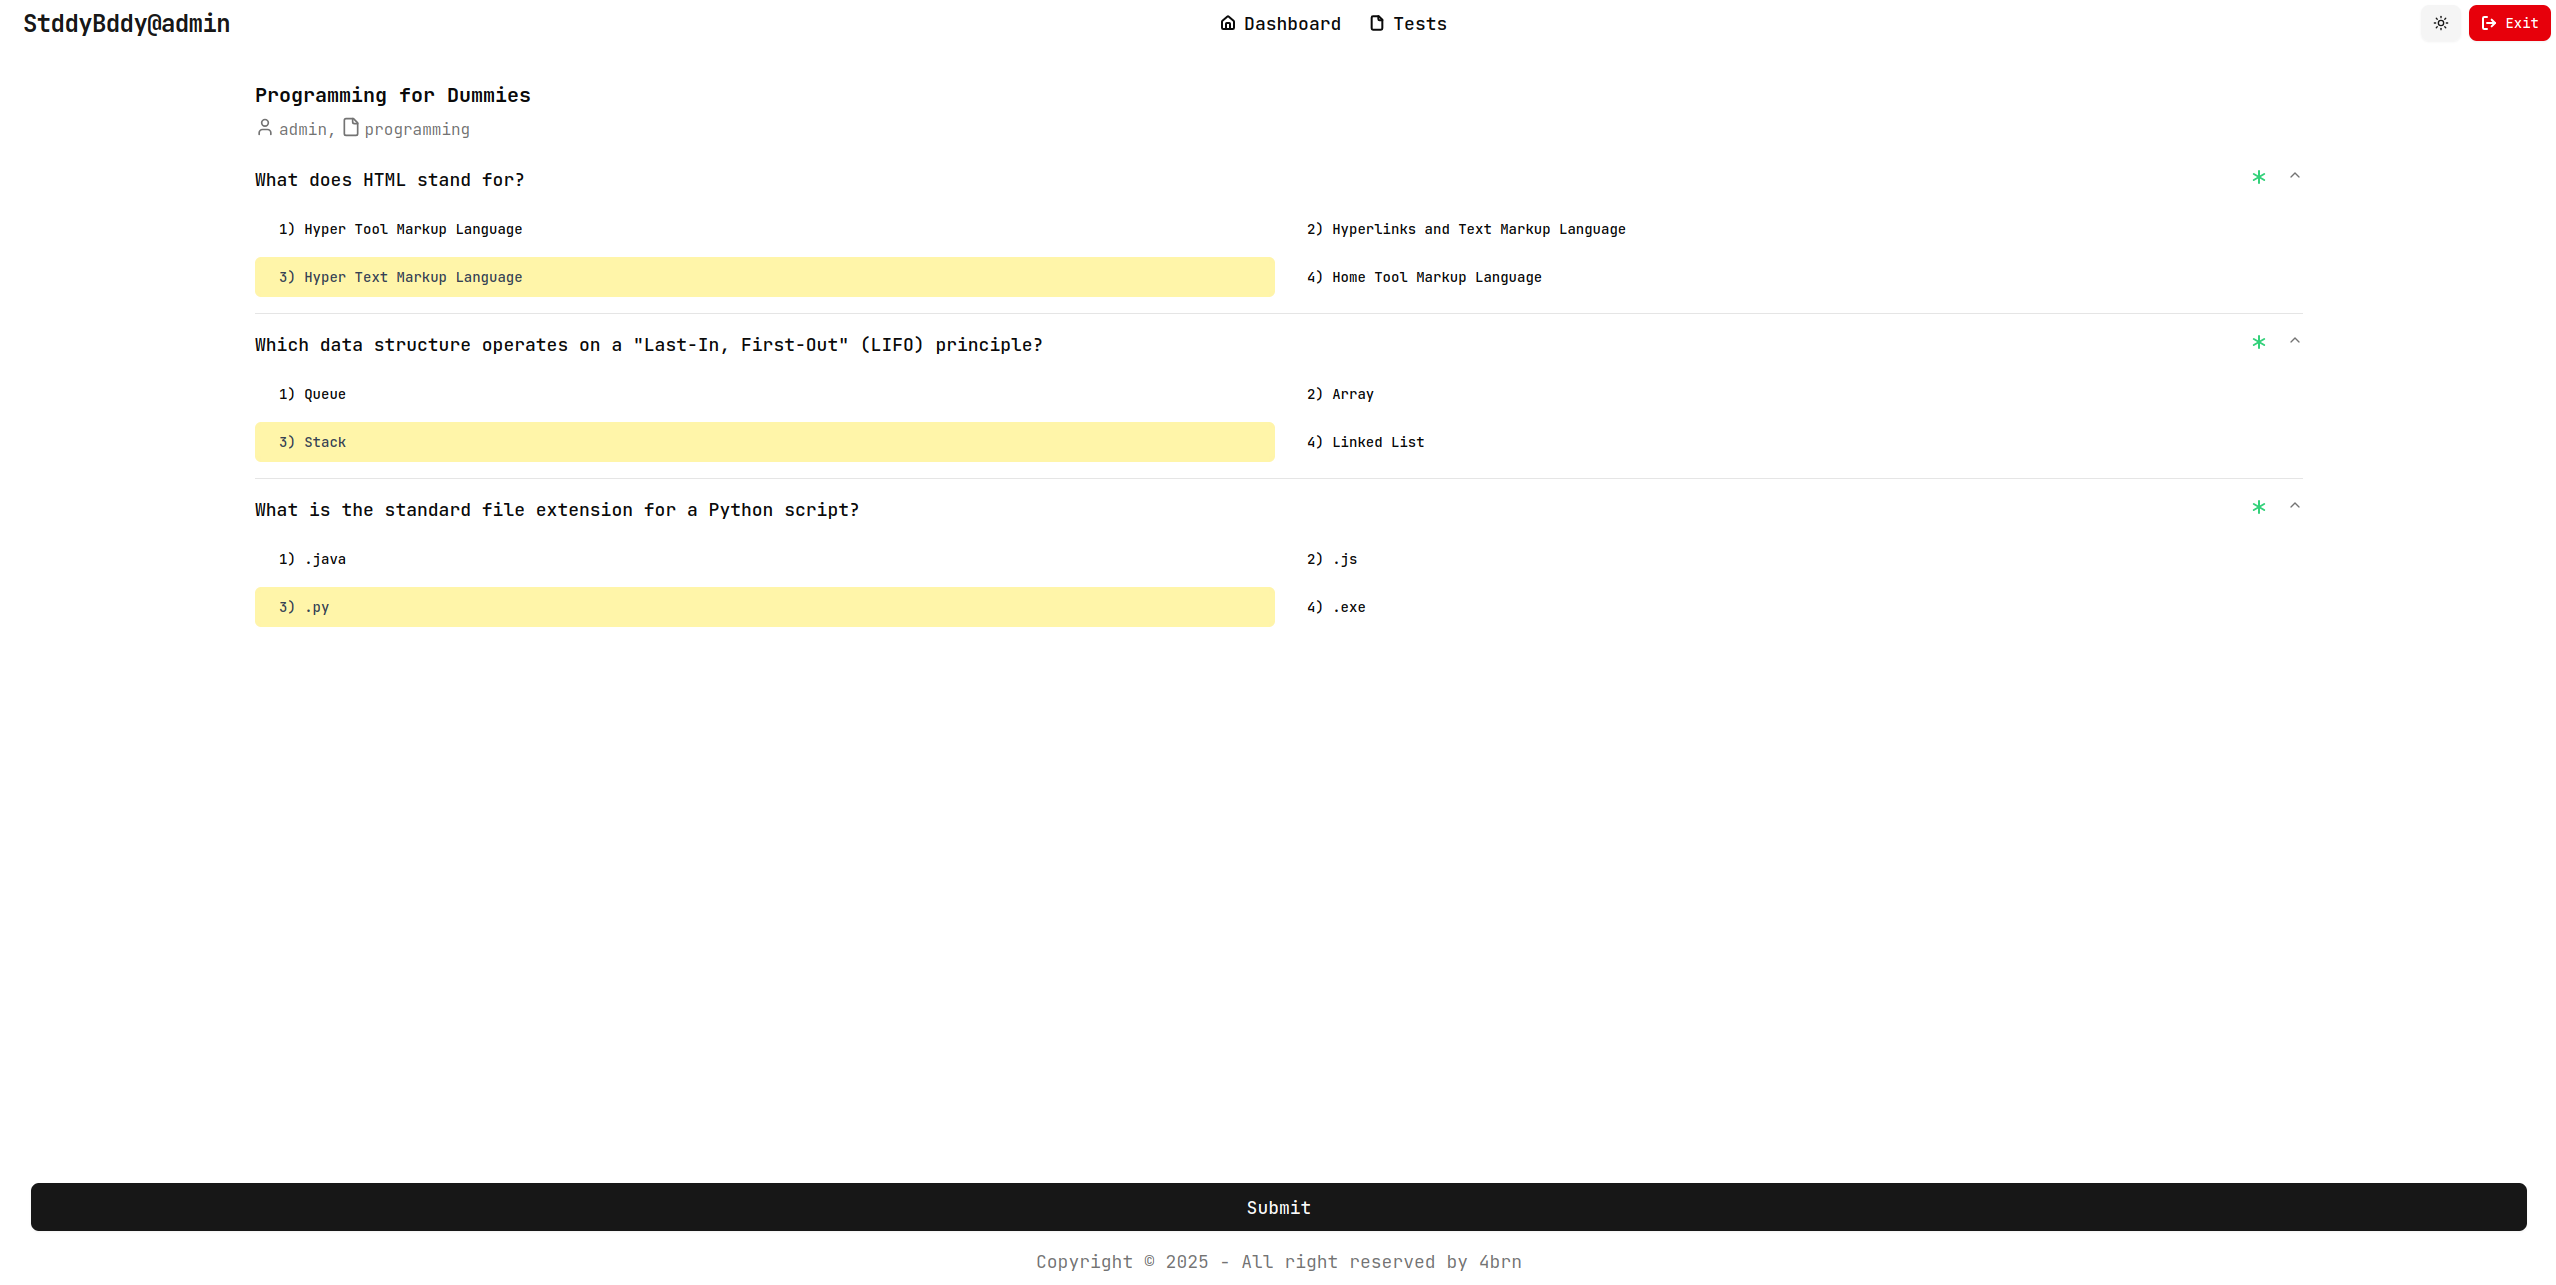 StddyBddy@admin
Dashboard
Tests
Exit
Programming for Dummies
admin, programming
What does HTML stand for?
1) Hyper Tool Markup Language
2) Hyperlinks and Text Markup Language
3) Hyper Text Markup Language
4) Home Tool Markup Language
Which data structure operates on a "Last-In, First-Out" (LIFO) principle?
1) Queue
2) Array
3) Stack
4) Linked List
What is the standard file extension for a Python script?
1) .java
2) .js
3) .py
4) .exe
Submit
Copyright © 2025 - All right reserved by 4brn